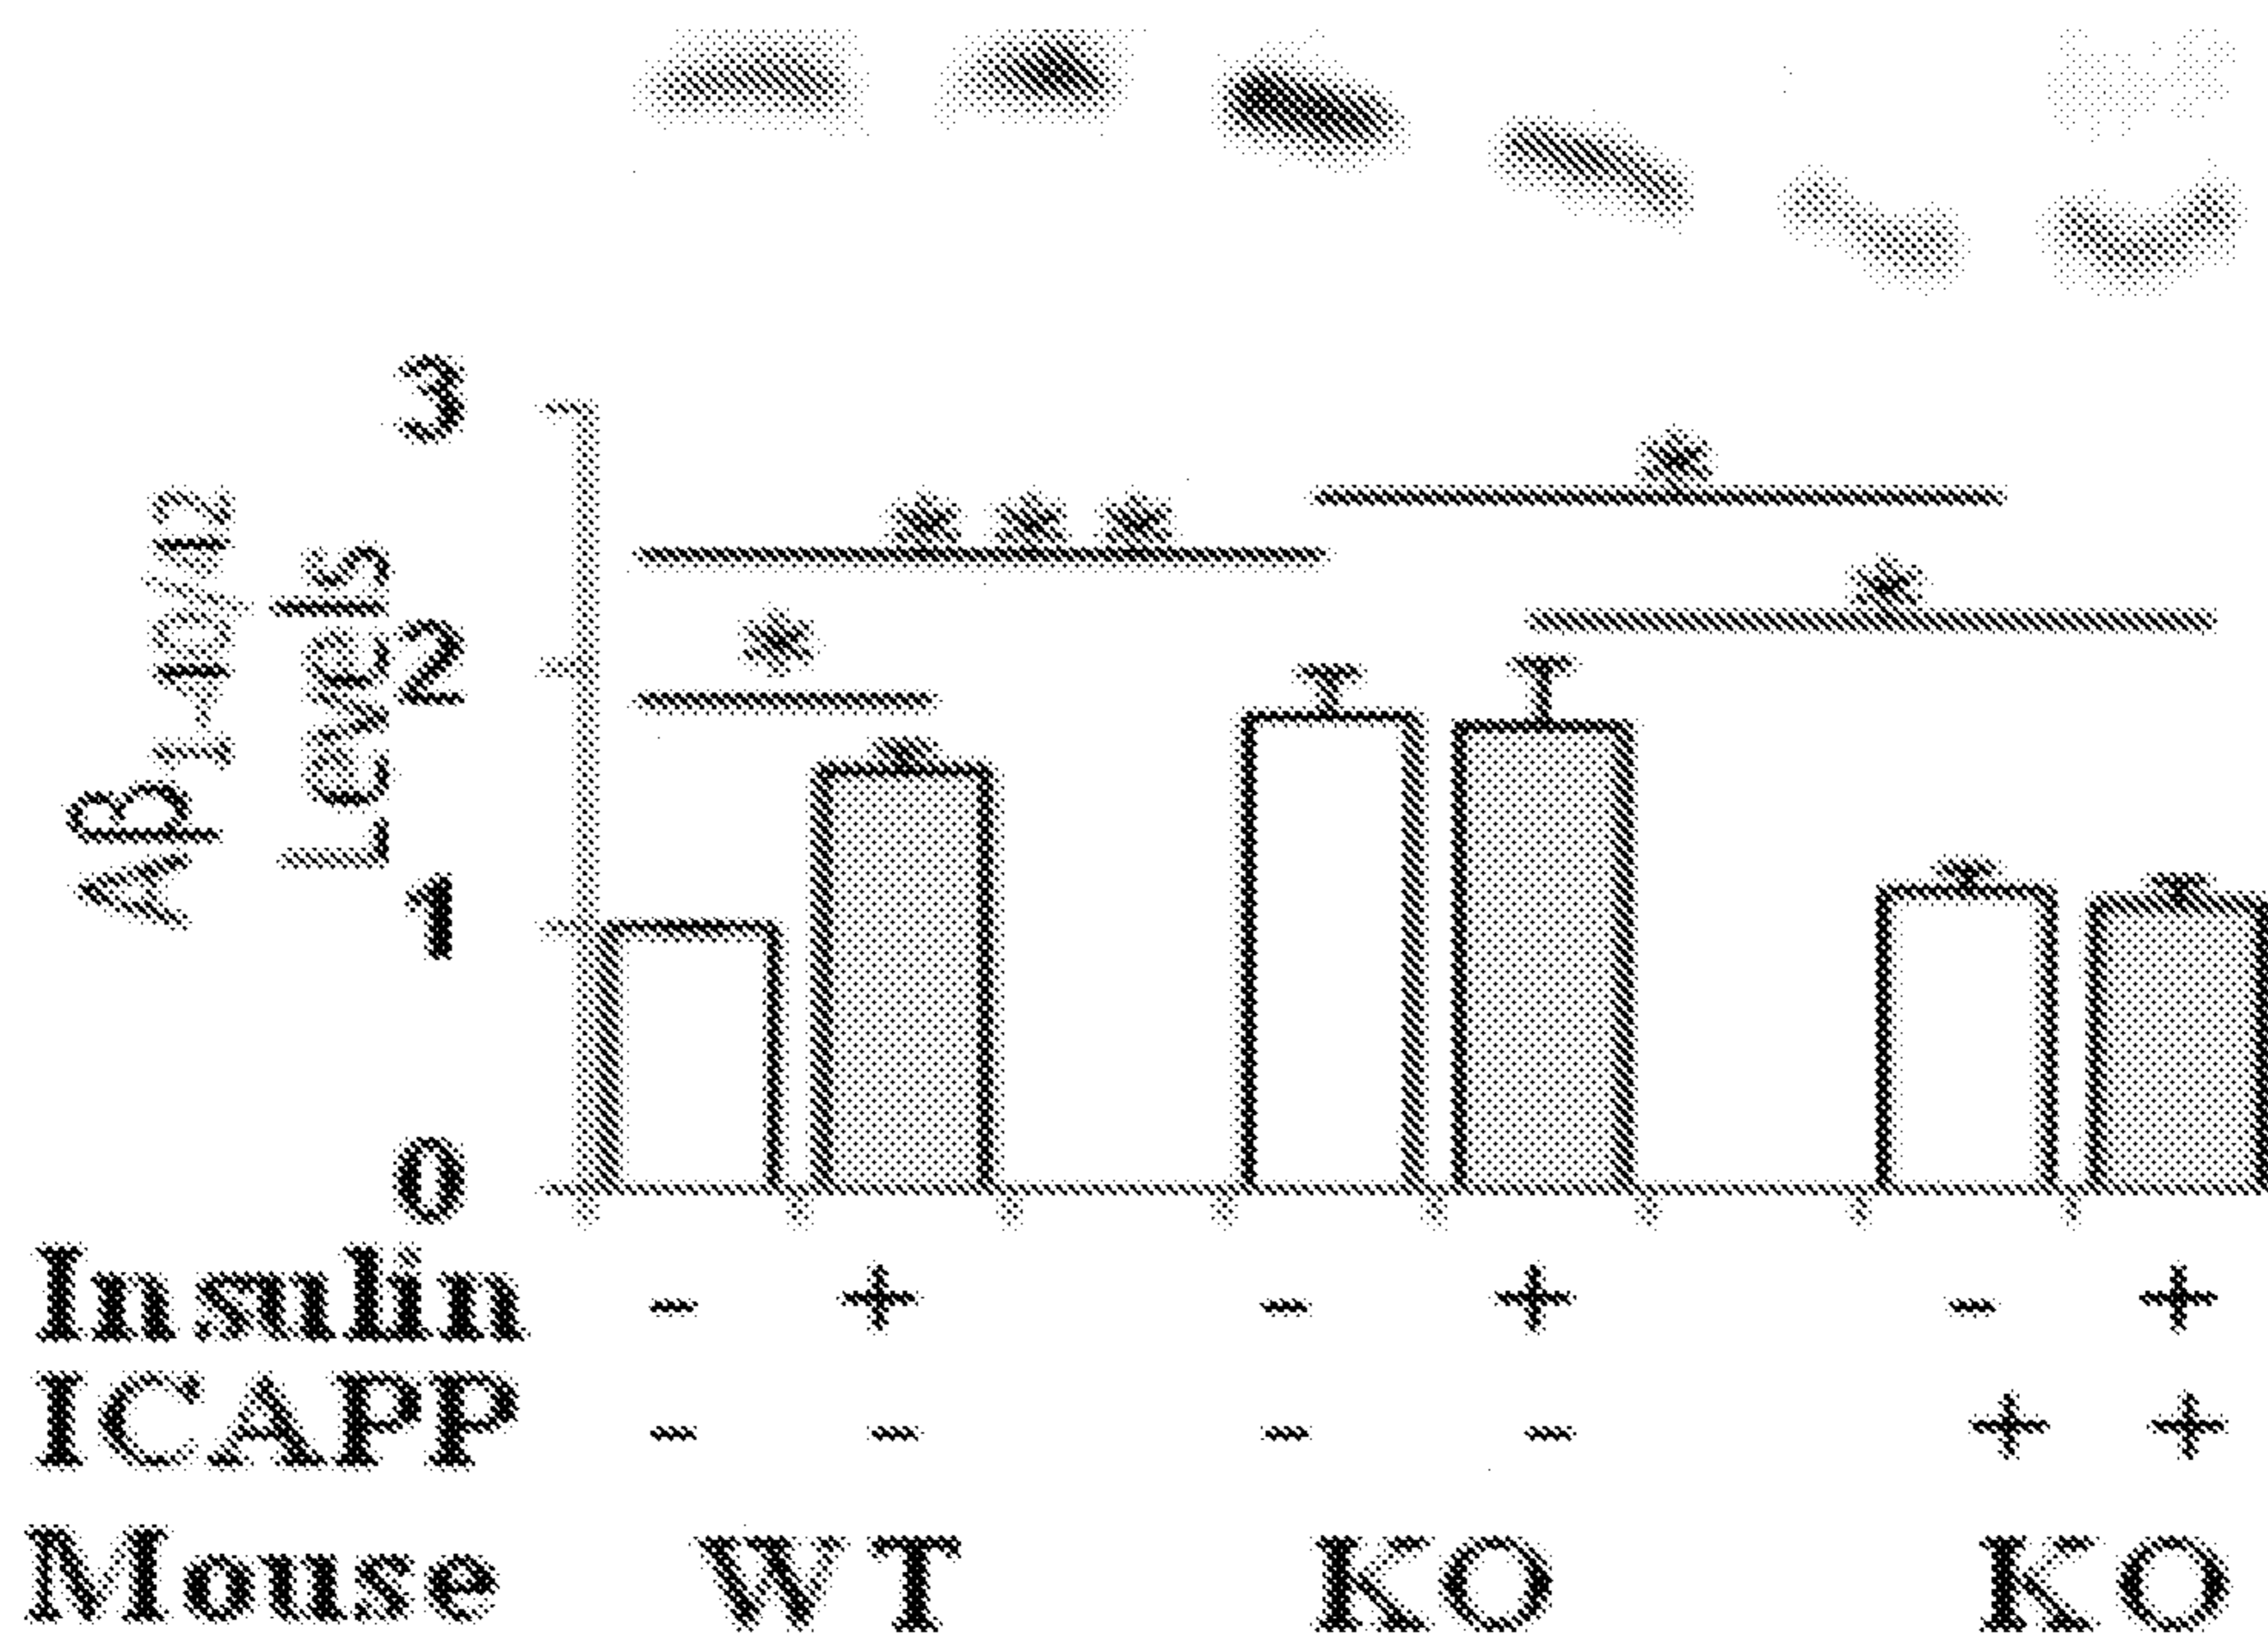 Aβ1-40/42
Levels
3
2
1
0
* * *
*
*
*
Insulin - + - + - +
ICAPP - - - - + +
Mouse WT KO KO